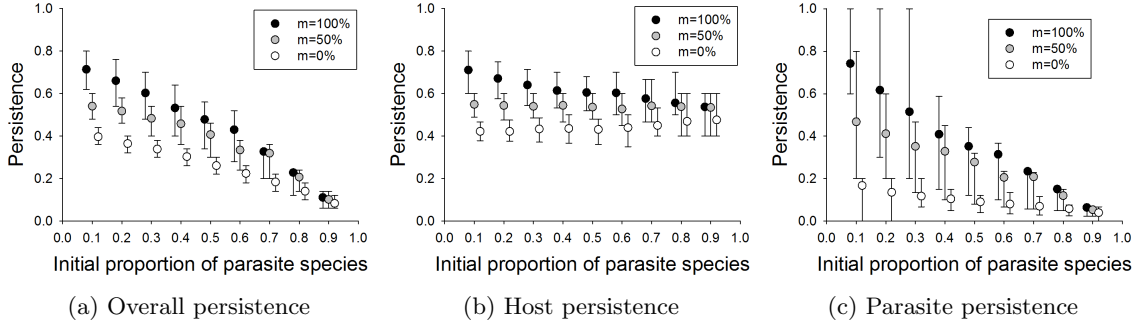 1.0
0.8
0.6
0.4
0.2
0.0
Persistence
m=100%
m=50%
m=0%
0.0 0.1 0.2 0.3 0.4 0.5 0.6 0.7 0.8 0.9 1.0
Initial proportion of parasite species
(a) Overall persistence
1.0
0.8
0.6
0.4
0.2
0.0
Persistence
m=100%
m=50%
m=0%
0.0 0.1 0.2 0.3 0.4 0.5 0.6 0.7 0.8 0.9 1.0
Initial proportion of parasite species
(b) Host persistence
1.0
0.8
0.6
0.4
0.2
0.0
Persistence
m=100%
m=50%
m=0%
0.0 0.1 0.2 0.3 0.4 0.5 0.6 0.7 0.8 0.9 1.0
Initial proportion of parasite species
(c) Parasite persistence